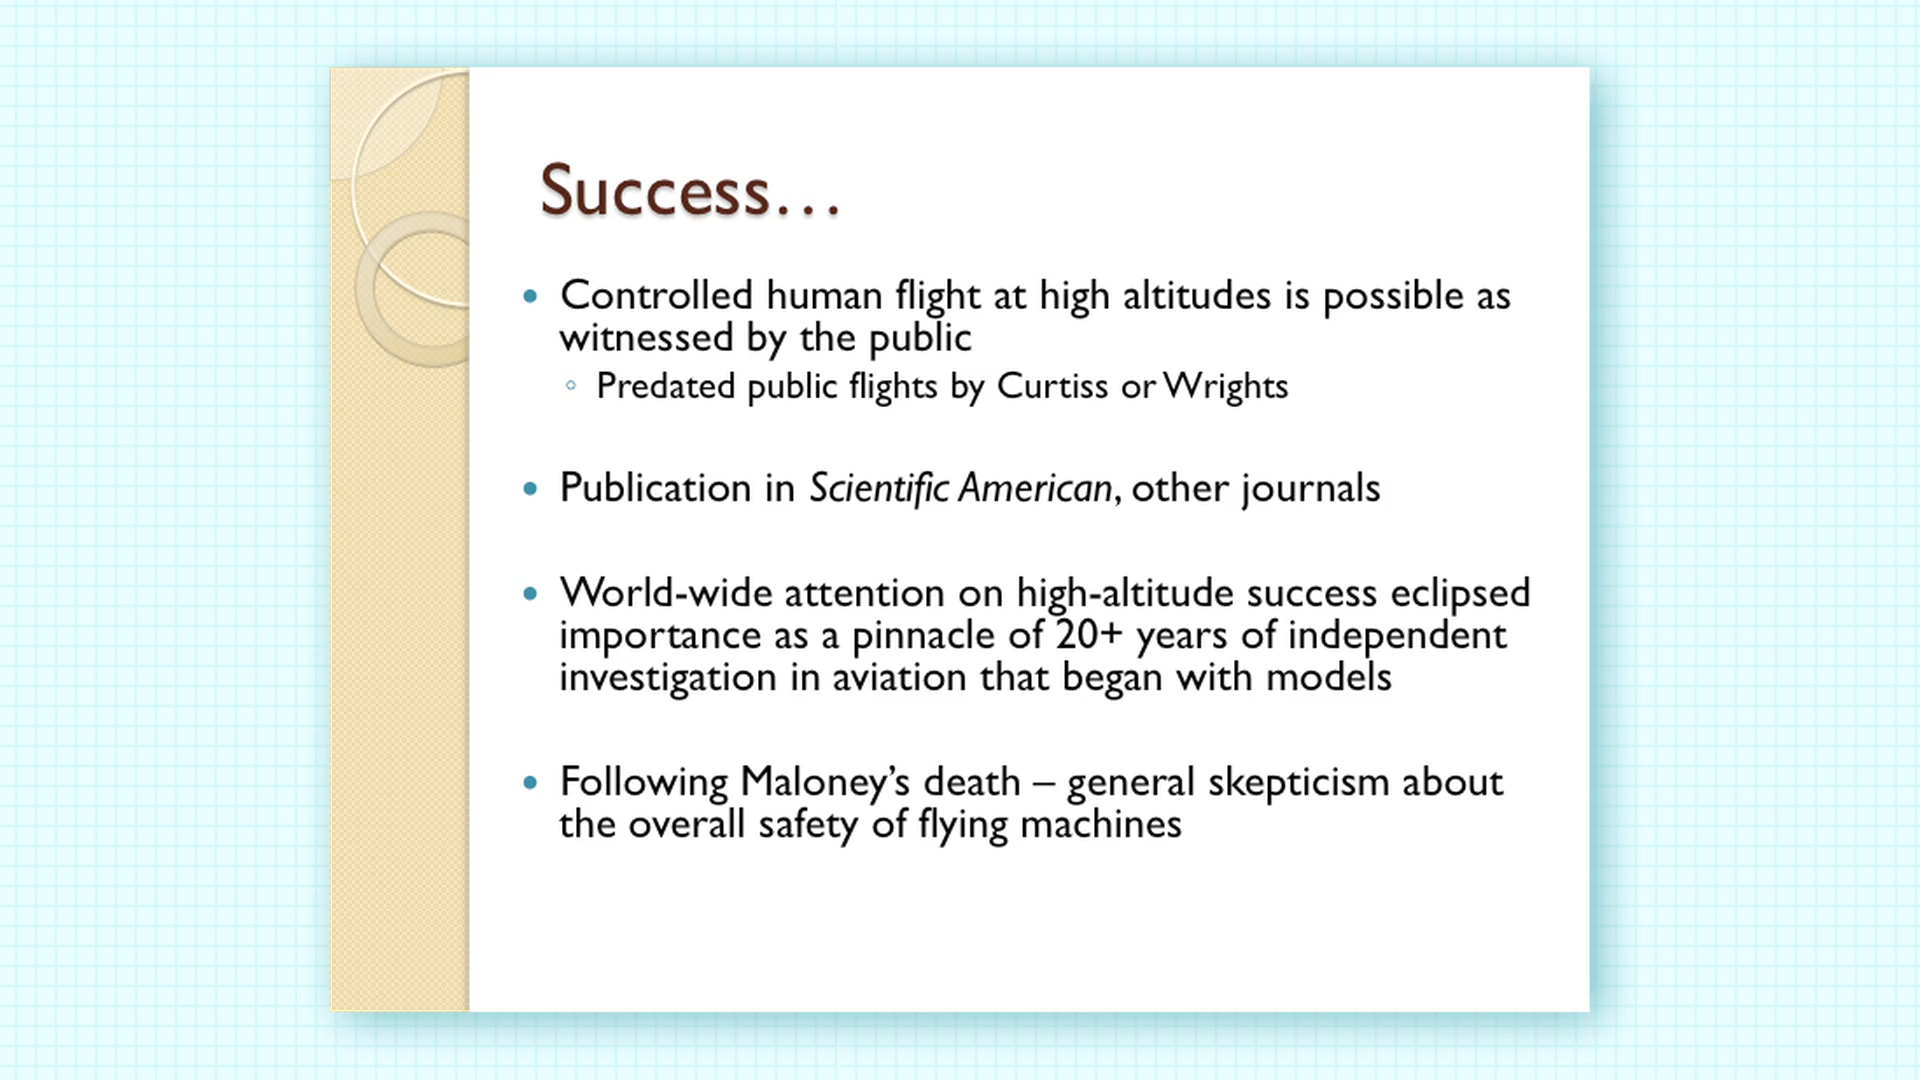 Success…
• Controlled human flight at high altitudes is possible as
witnessed by the public
◦ Predated public flights by Curtiss or Wrights
• Publication in Scientific American, other journals
• World-wide attention on high-altitude success eclipsed
importance as a pinnacle of 20+ years of independent
investigation in aviation that began with models
• Following Maloney’s death – general skepticism about
the overall safety of flying machines